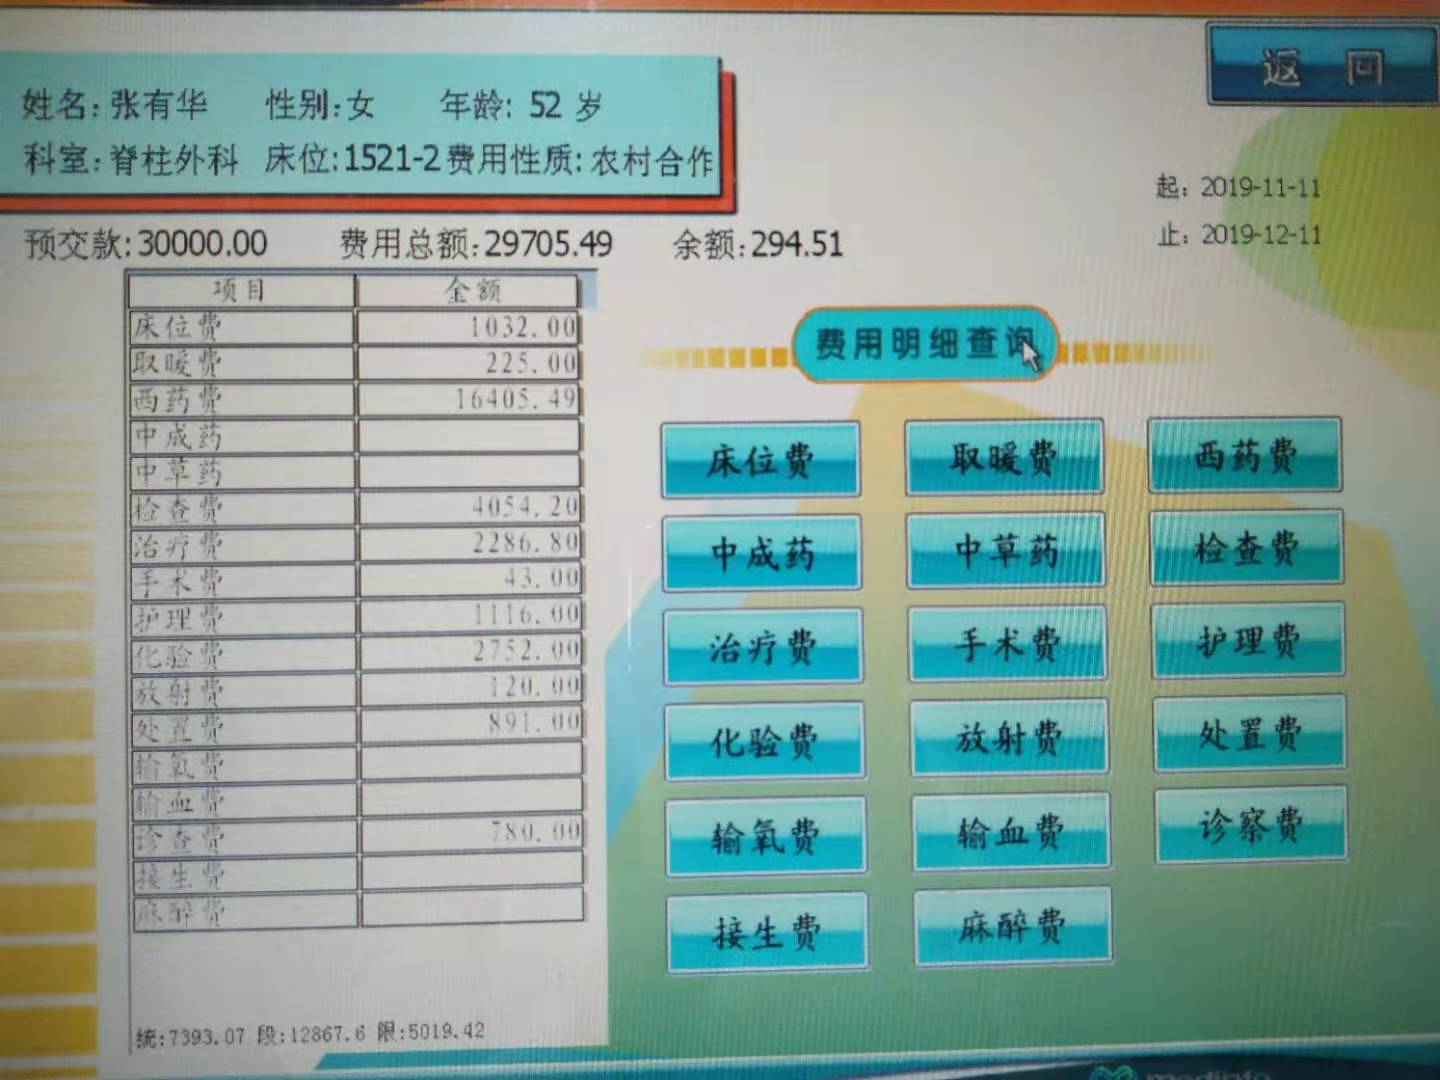 返 回
姓名: 张有华 性别: 女 年龄: 52 岁
科室: 脊柱外科 床位: 1521-2 费用性质: 农村合作
起: 2019-11-11
止: 2019-12-11
预交款: 30000.00 费用总额: 29705.49 余额: 294.51
项目 金额
床位费 1032.00
取暖费 225.00
西药费 16405.49
中成药
中草药
检查费 4054.20
治疗费 2286.80
手术费 43.00
护理费 1116.00
化验费 2752.00
放射费 120.00
处置费 891.00
输氧费
输血费
诊查费 780.00
接生费
麻醉费
统:7393.07 段:12867.6 限:5019.42
费用明细查询
床位费 取暖费 西药费
中成药 中草药 检查费
治疗费 手术费 护理费
化验费 放射费 处置费
输氧费 输血费 诊察费
接生费 麻醉费